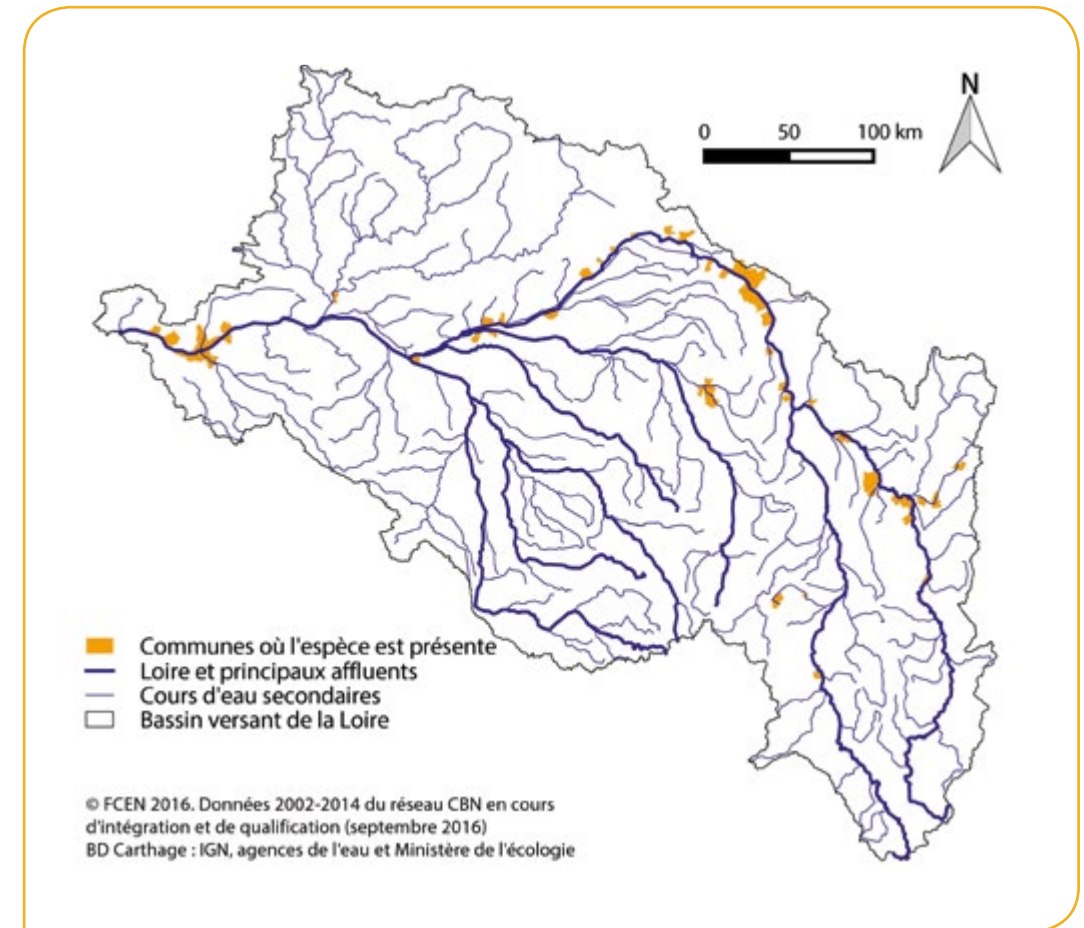 N
0 50 100 km
Communes où l'espèce est présente
Loire et principaux affluents
Cours d'eau secondaires
Bassin versant de la Loire
© FCEN 2016. Données 2002-2014 du réseau CBN en cours
d'intégration et de qualification (septembre 2016)
BD Carthage : IGN, agences de l'eau et Ministère de l'écologie